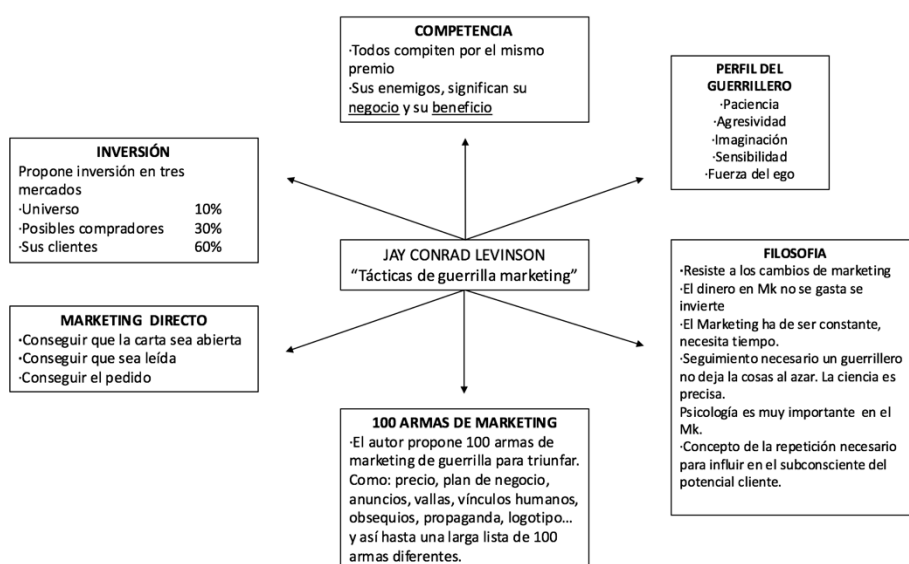 COMPETENCIA
·Todos compiten por el mismo
premio
·Sus enemigos, significan su
negocio y su beneficio
PERFIL DEL
GUERRILLERO
·Paciencia
·Agresividad
·Imaginación
·Sensibilidad
·Fuerza del ego
INVERSIÓN
Propone inversión en tres
mercados
·Universo 10%
·Posibles compradores 30%
·Sus clientes 60%
JAY CONRAD LEVINSON
“Tácticas de guerrilla marketing”
FILOSOFIA
·Resiste a los cambios de marketing
·El dinero en Mk no se gasta se
invierte
·El Marketing ha de ser constante,
necesita tiempo.
·Seguimiento necesario un guerrillero
no deja la cosas al azar. La ciencia es
precisa.
Psicología es muy importante en el
Mk.
·Concepto de la repetición necesario
para influir en el subconsciente del
potencial cliente.
MARKETING DIRECTO
·Conseguir que la carta sea abierta
·Conseguir que sea leída
·Conseguir el pedido
100 ARMAS DE MARKETING
·El autor propone 100 armas de
marketing de guerrilla para triunfar.
Como: precio, plan de negocio,
anuncios, vallas, vínculos humanos,
obsequios, propaganda, logotipo...
y así hasta una larga lista de 100
armas diferentes.